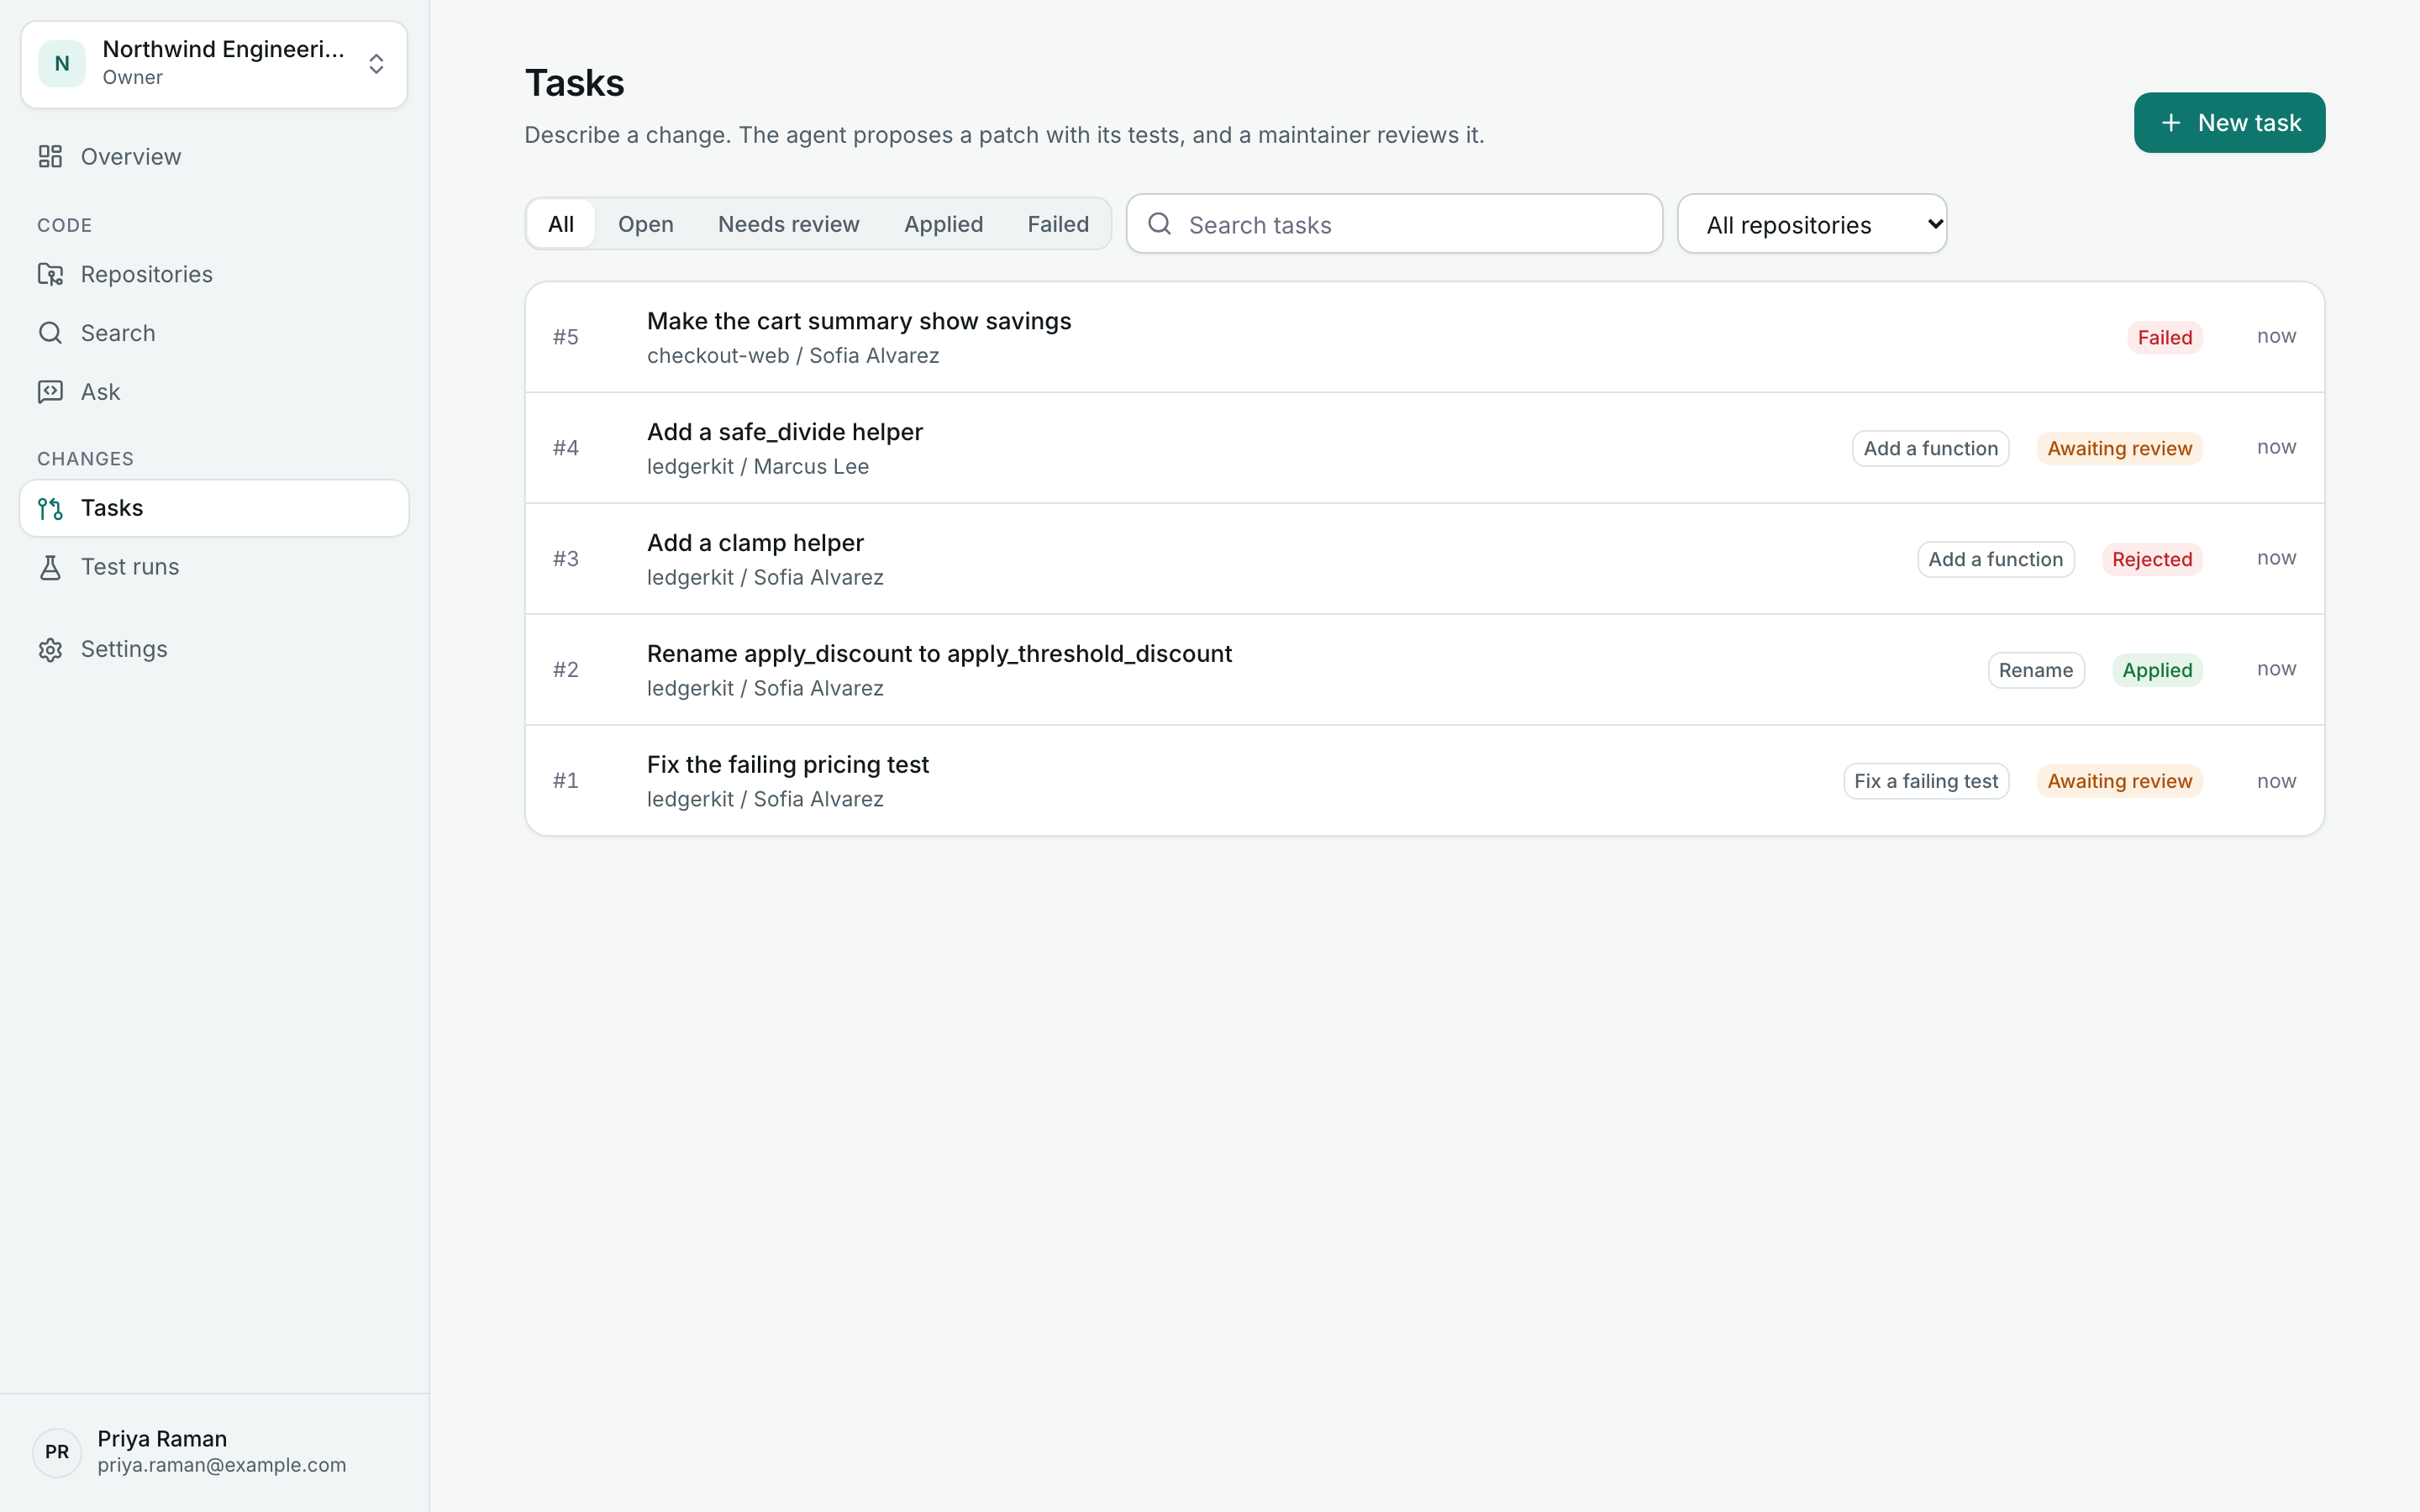 N
Northwind Engineeri...
Owner
Overview
CODE
Repositories
Search
Ask
CHANGES
Tasks
Test runs
Settings
PR
Priya Raman
priya.raman@example.com
Tasks
Describe a change. The agent proposes a patch with its tests, and a maintainer reviews it.
New task
All Open Needs review Applied Failed
Search tasks
All repositories
#5
Make the cart summary show savings
checkout-web / Sofia Alvarez
Failed
now
#4
Add a safe_divide helper
ledgerkit / Marcus Lee
Add a function
Awaiting review
now
#3
Add a clamp helper
ledgerkit / Sofia Alvarez
Add a function
Rejected
now
#2
Rename apply_discount to apply_threshold_discount
ledgerkit / Sofia Alvarez
Rename
Applied
now
#1
Fix the failing pricing test
ledgerkit / Sofia Alvarez
Fix a failing test
Awaiting review
now